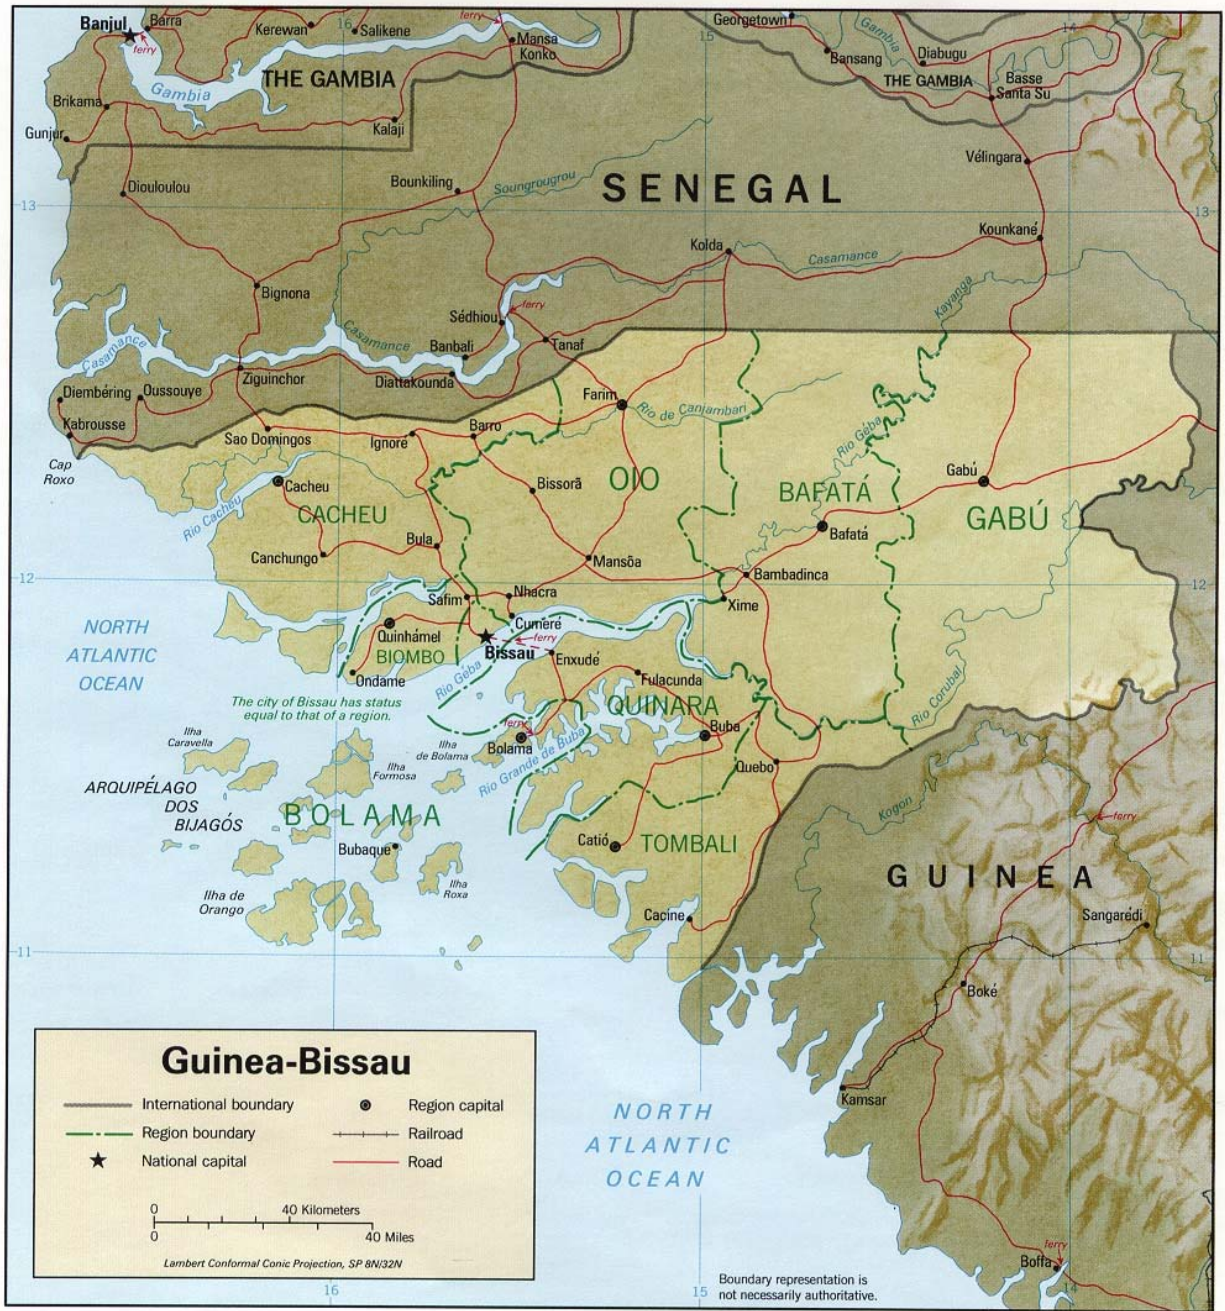 Banjul
Barra
ferry
Kerewan
16
Salikene
ferry
Mansa
Konko
Georgetown
15
Gambia
Bansang
Diabugu
14
THE GAMBIA
Basse
Santa Su
THE GAMBIA
Gambia
Brikama
Gunjur
Kalaji
Vélingara
Diouloulou
Bounkiling
Soungrougrou
SENEGAL
13
13
Kounkané
Kolda
Casamance
Bignona
Kayanga
ferry
Sédhiou
Casamance
Casamance
Banbali
Tanaf
Ziguinchor
Diattakounda
Diembéring
Oussouye
Kabrousse
Farim
Rio de Canjambari
Sao Domingos
Ignoré
Barro
Rio Géba
Cap
Roxo
Cacheu
Bissorã
OIO
BAFATÁ
Gabú
GABÚ
Rio Cacheu
CACHEU
Bafatá
Canchungo
Bula
Mansõa
Bambadinca
12
12
Safim
Nhacra
Xime
Cumeré
Quinhámel
ferry
Bissau
BIOMBO
Enxudé
NORTH
ATLANTIC
OCEAN
Ondame
Rio Géba
Fulacunda
Rio Corubal
The city of Bissau has status
equal to that of a region.
QUINARA
Buba
ferry
Bolama
Ilha
Caravella
Ilha
de Bolama
Ilha
Formosa
Rio Grande de Buba
Quebo
ARQUIPÉLAGO
DOS
BIJAGÓS
BOLAMA
Kogon
ferry
Catió
TOMBALI
Bubaque
Ilha
Roxa
Ilha de
Orango
GUINEA
Cacine
Sangarédi
11
11
Boké
Kamsar
NORTH
ATLANTIC
OCEAN
ferry
Boffa
Guinea-Bissau
International boundary
Region capital
Region boundary
Railroad
National capital
Road
0 40 Kilometers
0 40 Miles
Lambert Conformal Conic Projection, SP 8N/32N
16
15
14
Boundary representation is
not necessarily authoritative.